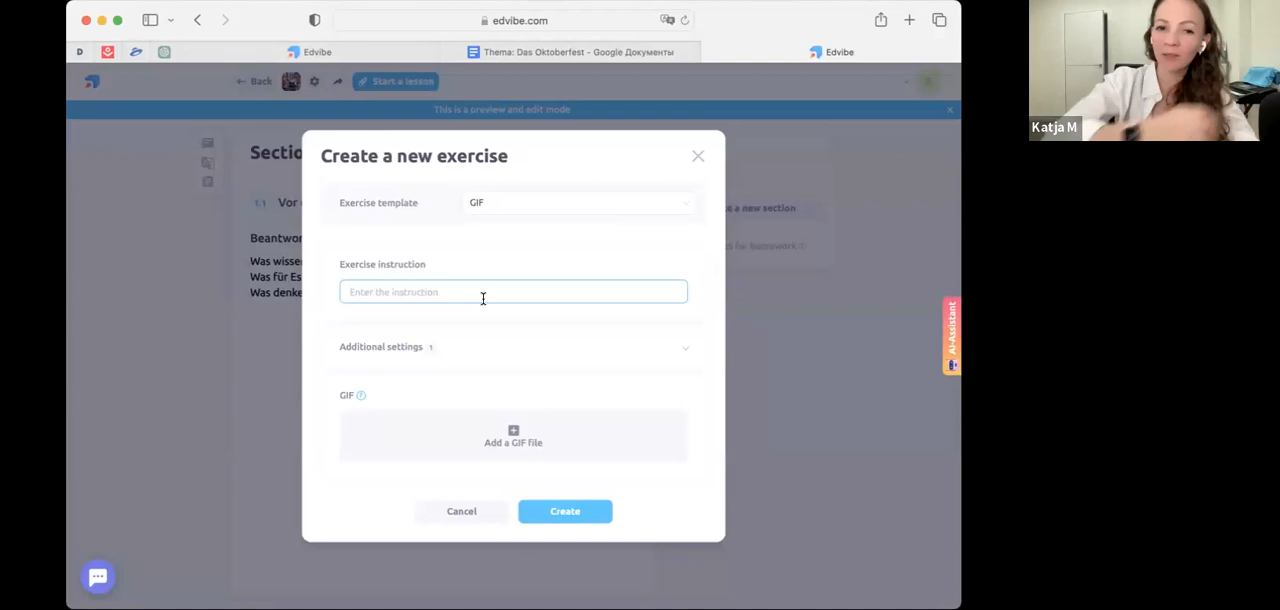 edvibe.com
D
Edvibe
Thema: Das Oktoberfest - Google Документы
Edvibe
Back
Start a lesson
This is a preview and edit mode
Create a new exercise
Sectio
Exercise template
GIF
1.1 Vor
e a new section
Beantwor
Exercise instruction
Was wisse
Was für Es
Was denke
Enter the instruction
Additional settings 1
AI-Assistant
GIF ?
Add a GIF file
Cancel
Create
Katja M